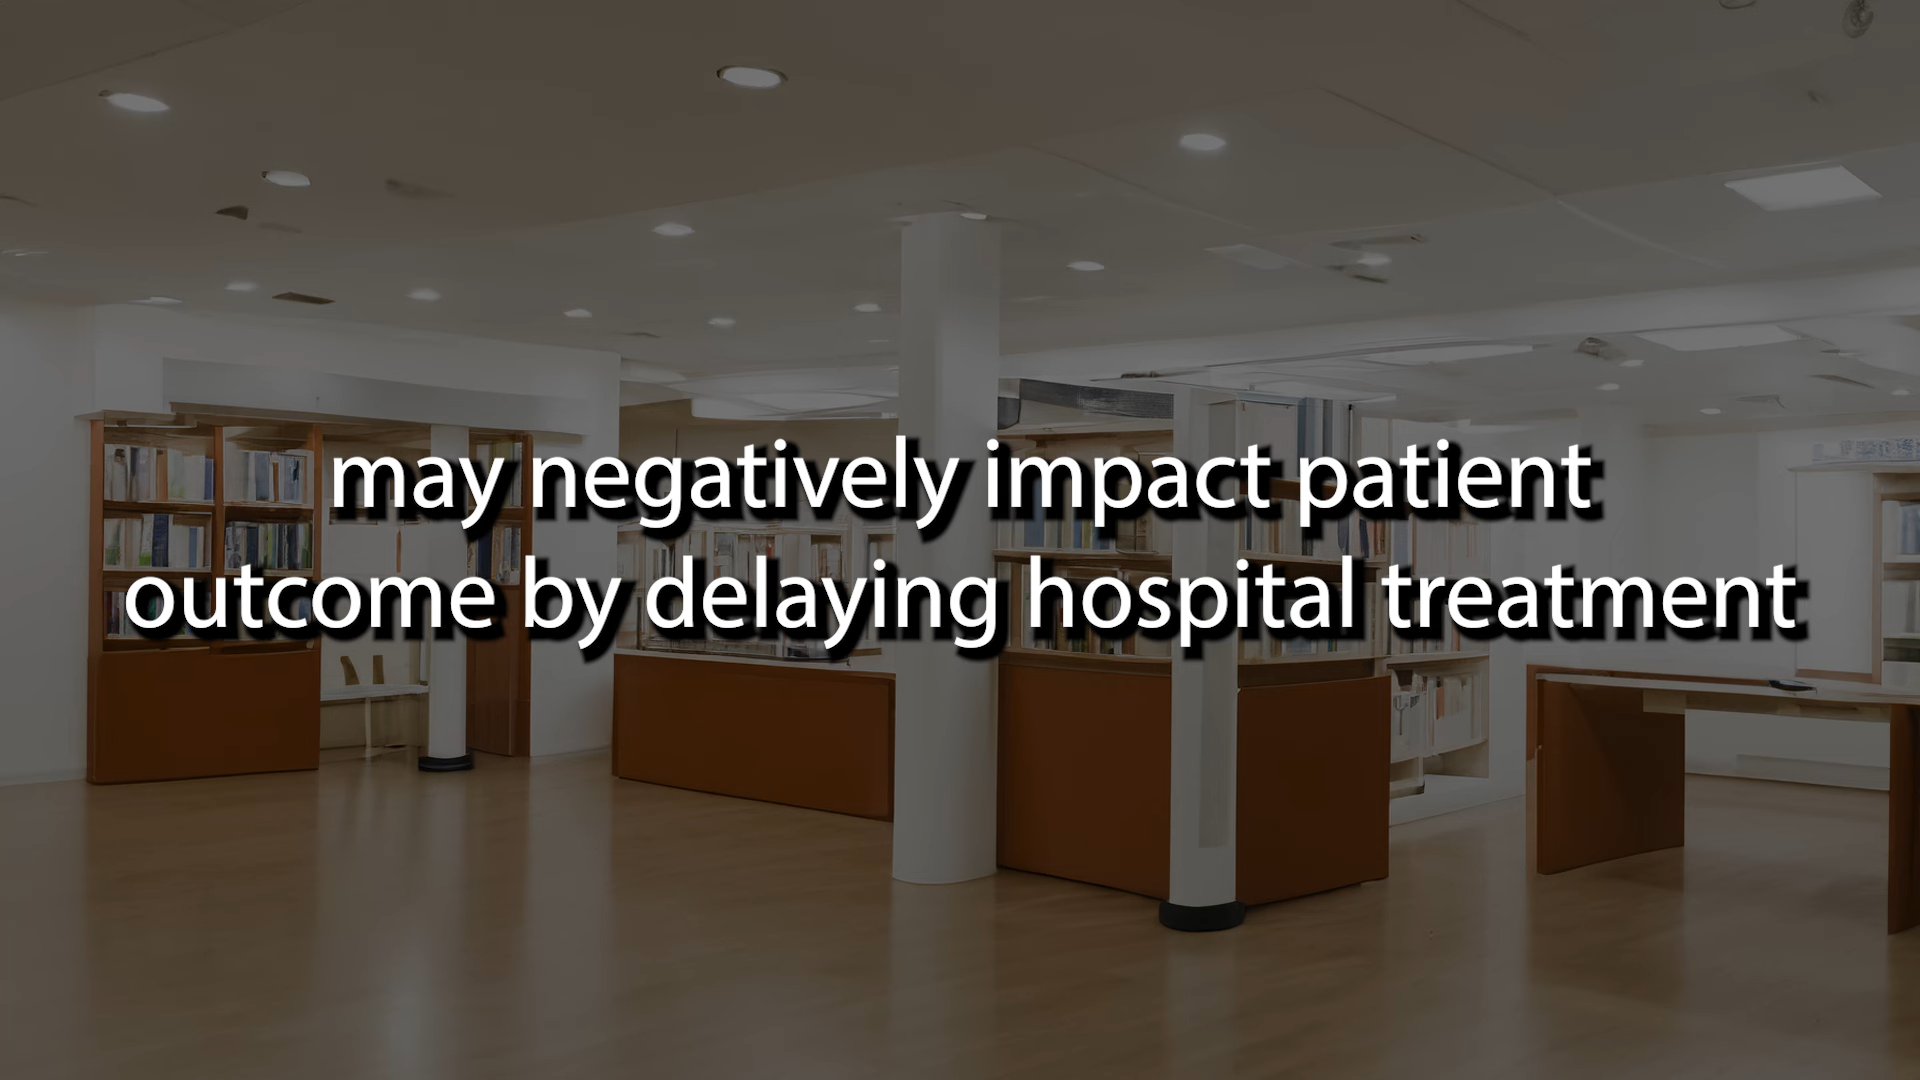 may negatively impact patient
outcome by delaying hospital treatment